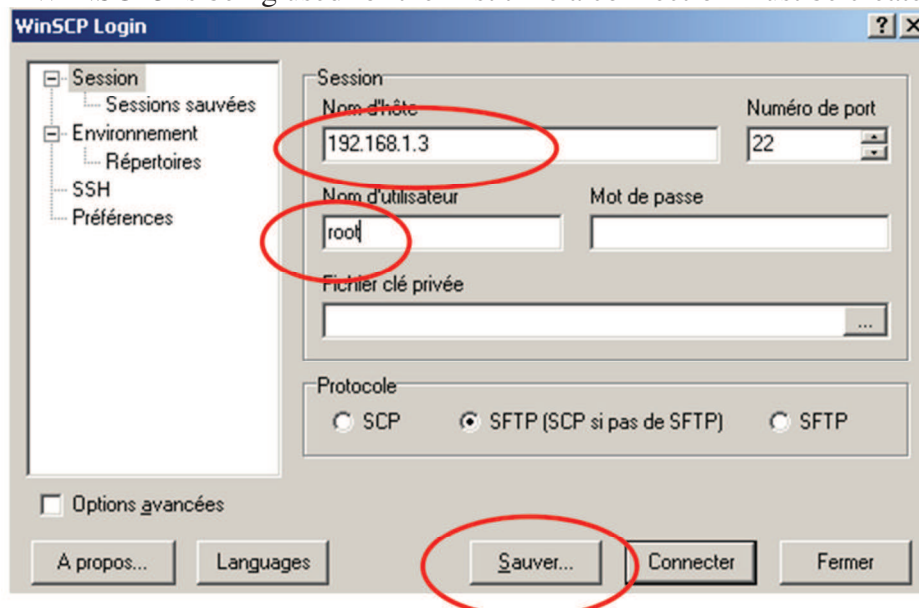 WinSCP Login
Session
Sessions sauvées
Environnement
Répertoires
SSH
Préférences
Session
Nom d'hôte Numéro de port
192.168.1.3 22
Nom d'utilisateur Mot de passe
root
Fichier clé privée
...
Protocole
SCP SFTP (SCP si pas de SFTP) SFTP
Options avancées
A propos... Languages Sauver... Connecter Fermer